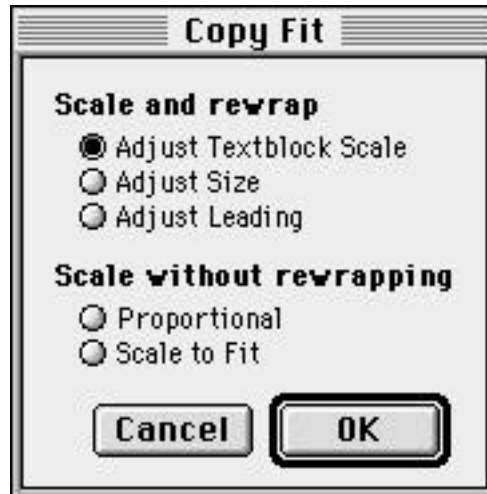 Copy Fit
Scale and rewrap
Adjust Textblock Scale
Adjust Size
Adjust Leading
Scale without rewrapping
Proportional
Scale to Fit
Cancel OK